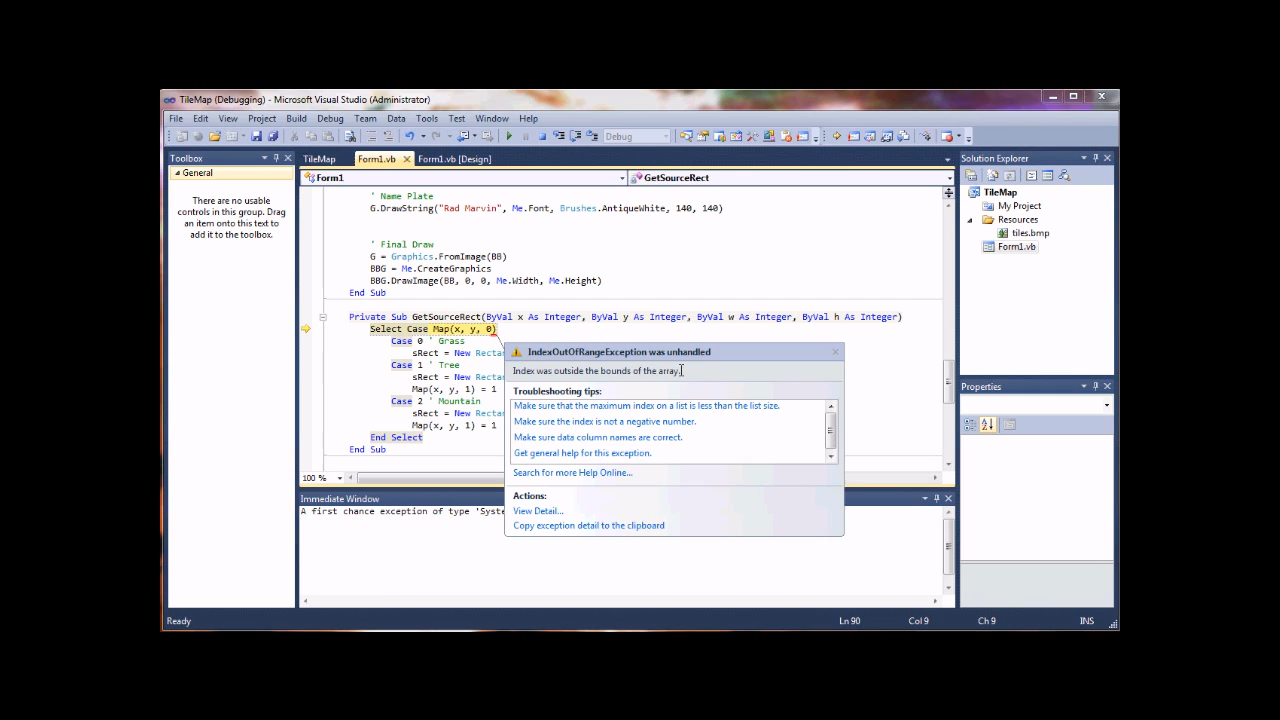 TileMap (Debugging) - Microsoft Visual Studio (Administrator)
File Edit View Project Build Debug Team Data Tools Test Window Help
Debug
Toolbox
General
There are no usable
controls in this group. Drag
an item onto this text to
add it to the toolbox.
TileMap Form1.vb Form1.vb [Design]
Form1 GetSourceRect
' Name Plate
G.DrawString("Rad Marvin", Me.Font, Brushes.AntiqueWhite, 140, 140)
' Final Draw
G = Graphics.FromImage(BB)
BBG = Me.CreateGraphics
BBG.DrawImage(BB, 0, 0, Me.Width, Me.Height)
End Sub
Private Sub GetSourceRect(ByVal x As Integer, ByVal y As Integer, ByVal w As Integer, ByVal h As Integer)
Select Case Map(x, y, 0)
Case 0 ' Grass
sRect = New Recta
Case 1 ' Tree
sRect = New Recta
Map(x, y, 1) = 1
Case 2 ' Mountain
sRect = New Recta
Map(x, y, 1) = 1
End Select
End Sub
100 %
IndexOutOfRangeException was unhandled
Index was outside the bounds of the array.
Troubleshooting tips:
Make sure that the maximum index on a list is less than the list size.
Make sure the index is not a negative number.
Make sure data column names are correct.
Get general help for this exception.
Search for more Help Online...
Actions:
View Detail...
Copy exception detail to the clipboard
Immediate Window
A first chance exception of type 'Syste
Solution Explorer
TileMap
My Project
Resources
tiles.bmp
Form1.vb
Properties
Ready Ln 90 Col 9 Ch 9 INS